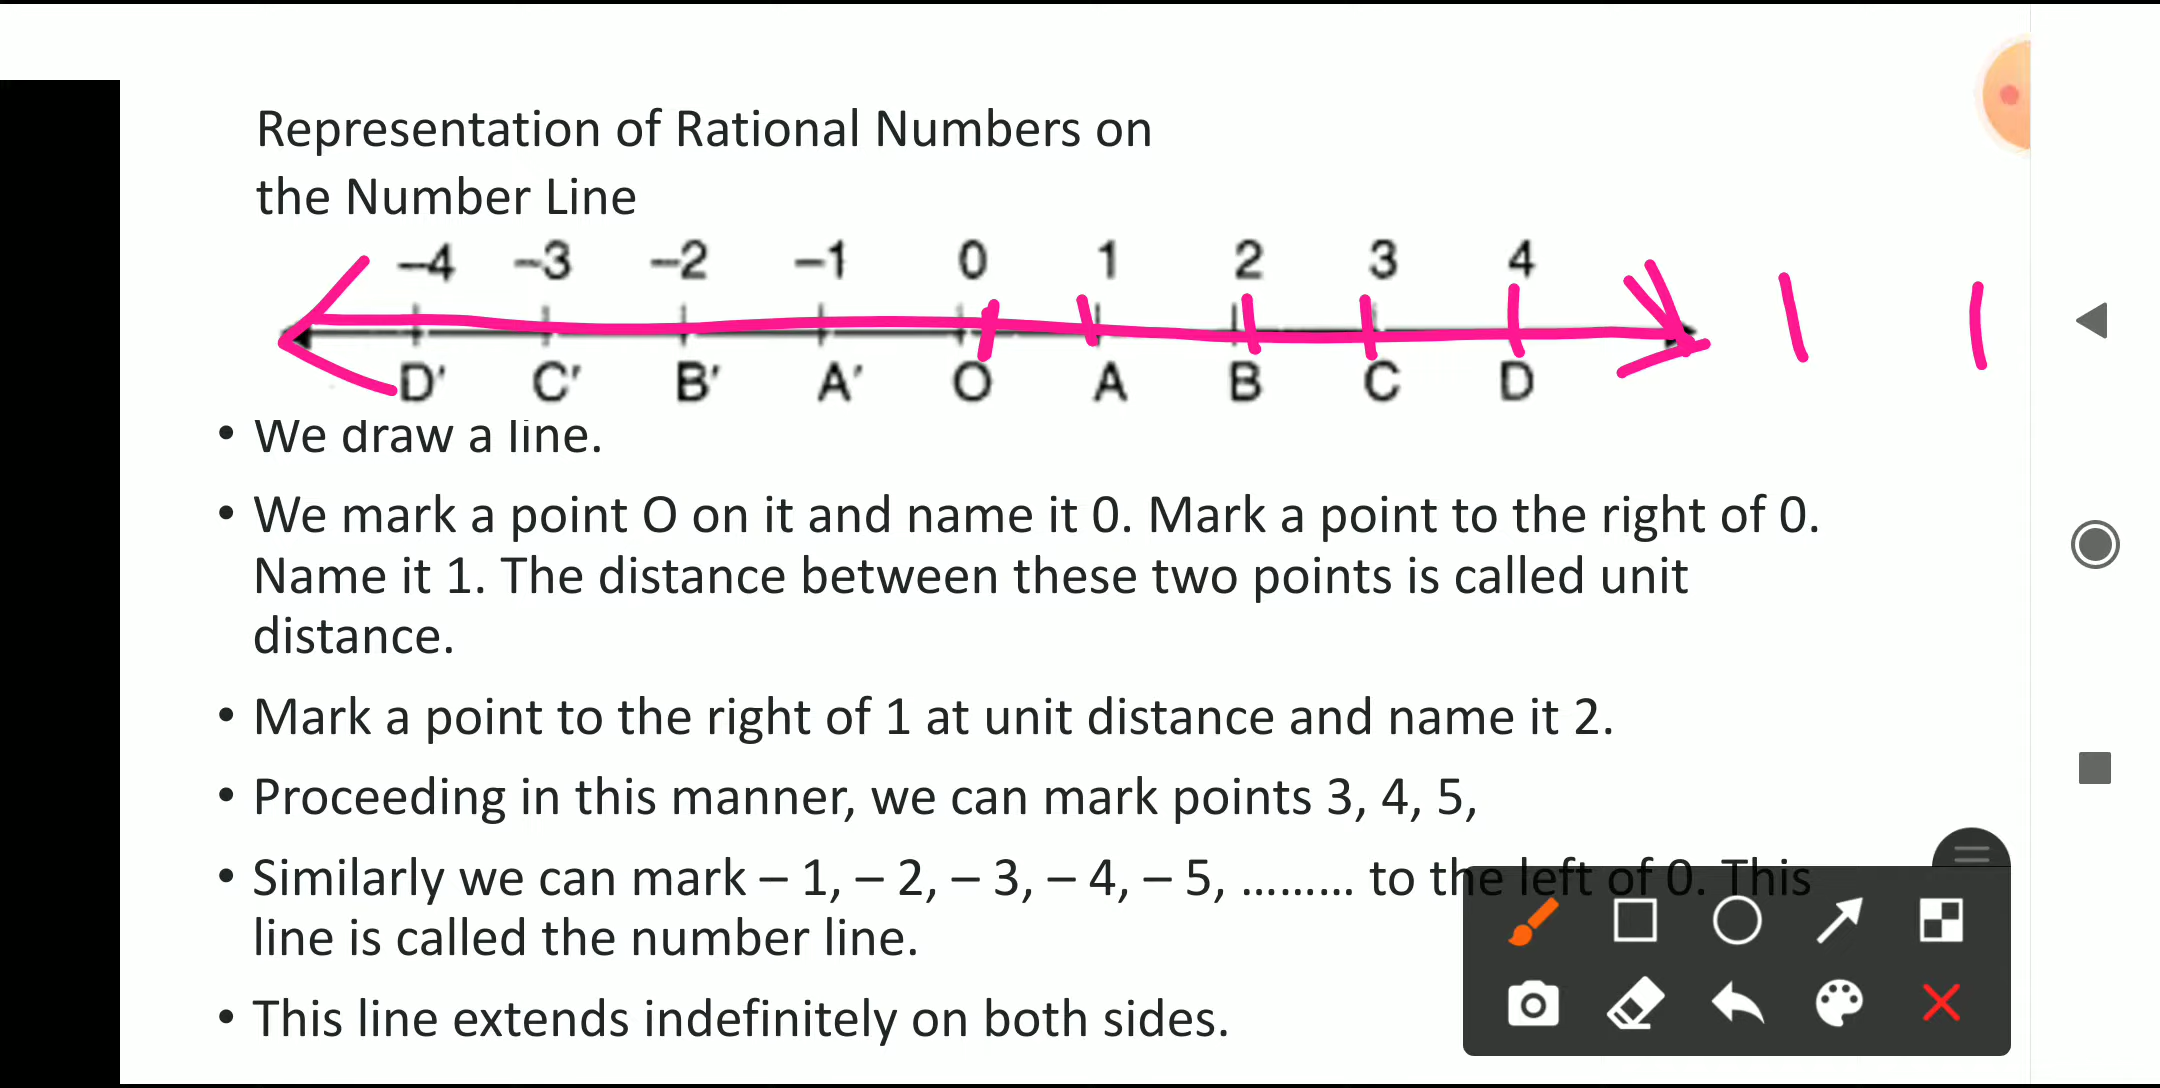 Representation of Rational Numbers on
the Number Line
–4 –3 –2 –1 0 1 2 3 4
D′ C′ B′ A′ O A B C D
• We draw a line.
• We mark a point O on it and name it 0. Mark a point to the right of 0.
Name it 1. The distance between these two points is called unit
distance.
• Mark a point to the right of 1 at unit distance and name it 2.
• Proceeding in this manner, we can mark points 3, 4, 5,
• Similarly we can mark – 1, – 2, – 3, – 4, – 5, ......... to the left of 0. This
line is called the number line.
• This line extends indefinitely on both sides.